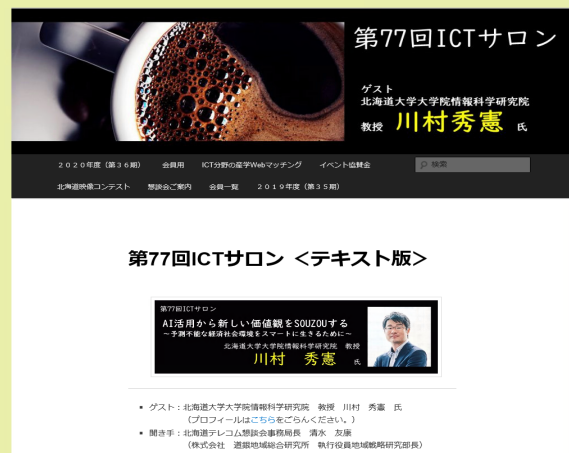 第77回ICTサロン
ゲスト
北海道大学大学院情報科学研究院
教授 川村秀憲 氏
2020年度（第36期） 会員用 ICT分野の産学Webマッチング イベント協賛金
検索
北海道映像コンテスト 懇談会ご案内 会員一覧 2019年度（第35期）
第77回ICTサロン ＜テキスト版＞
第77回ICTサロン
AI活用から新しい価値観をSOUZOUする
～予測不能な経済社会環境をスマートに生きるために～
北海道大学大学院情報科学研究院 教授
川村 秀憲 氏
▪ ゲスト：北海道大学大学院情報科学研究院 教授 川村 秀憲 氏
（プロフィールはこちらをごらんください。）
▪ 聞き手：北海道テレコム懇談会事務局長 清水 友康
（株式会社 道銀地域総合研究所 執行役員地域戦略研究部長）